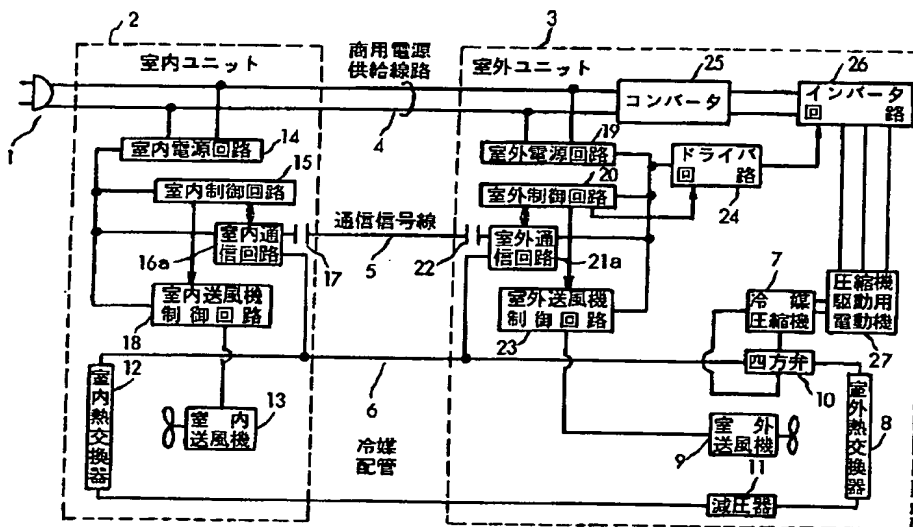 2
3
室内ユニット
商用電源
供給線路
室外ユニット
25
26
コンバータ
インバータ
回路
1
4
室内電源回路
14
室外電源回路
19
ドライバ
回路
24
15
室内制御回路
20
室外制御回路
通信信号線
室内通
信回路
16a
17
5
22
室外通
信回路
21a
7
冷媒
圧縮機
圧縮機
駆動用
電動機
27
室内送風機
制御回路
18
室外送風機
制御回路
23
四方弁
10
12
室内熱交換器
6
室内
送風機
13
冷媒
配管
室外
送風機
9
室外熱交換器
8
11
減圧器